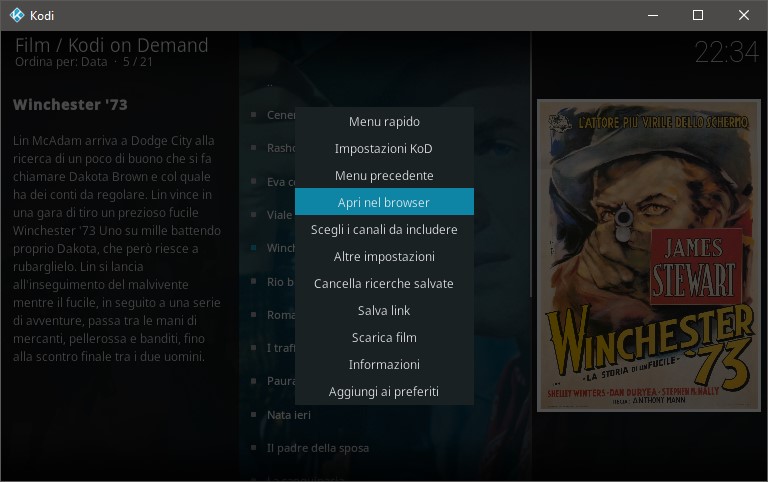 Kodi
Film / Kodi on Demand
Ordina per: Data · 5 / 21
22:34
Winchester '73
Lin McAdam arriva a Dodge City alla
ricerca di un poco di buono che si fa
chiamare Dakota Brown e col quale
ha dei conti da regolare. Lin vince in
una gara di tiro un prezioso fucile
Winchester '73 Uno su mille battendo
proprio Dakota, che però riesce a
rubarglielo. Lin si lancia
all'inseguimento del malvivente
mentre il fucile, in seguito a una serie
di avventure, passa tra le mani di
mercanti, pellerossa e banditi, fino
alla scontro finale tra i due uomini.
..
Eva
Viale
Rio
Paura
Nata ieri
Il padre della sposa
Menu rapido
Impostazioni KoD
Menu precedente
Apri nel browser
Scegli i canali da includere
Altre impostazioni
Cancella ricerche salvate
Salva link
Scarica film
Informazioni
Aggiungi ai preferiti
L'ATTORE PIÙ VIRILE DELLO SCHERMO
JAMES
STEWART
WINCHESTER
'73
-LA STORIA DI UN FUCILE-
SHELLEY WINTERS - DAN DURYEA - STEPHEN McNALLY
ANTHONY MANN